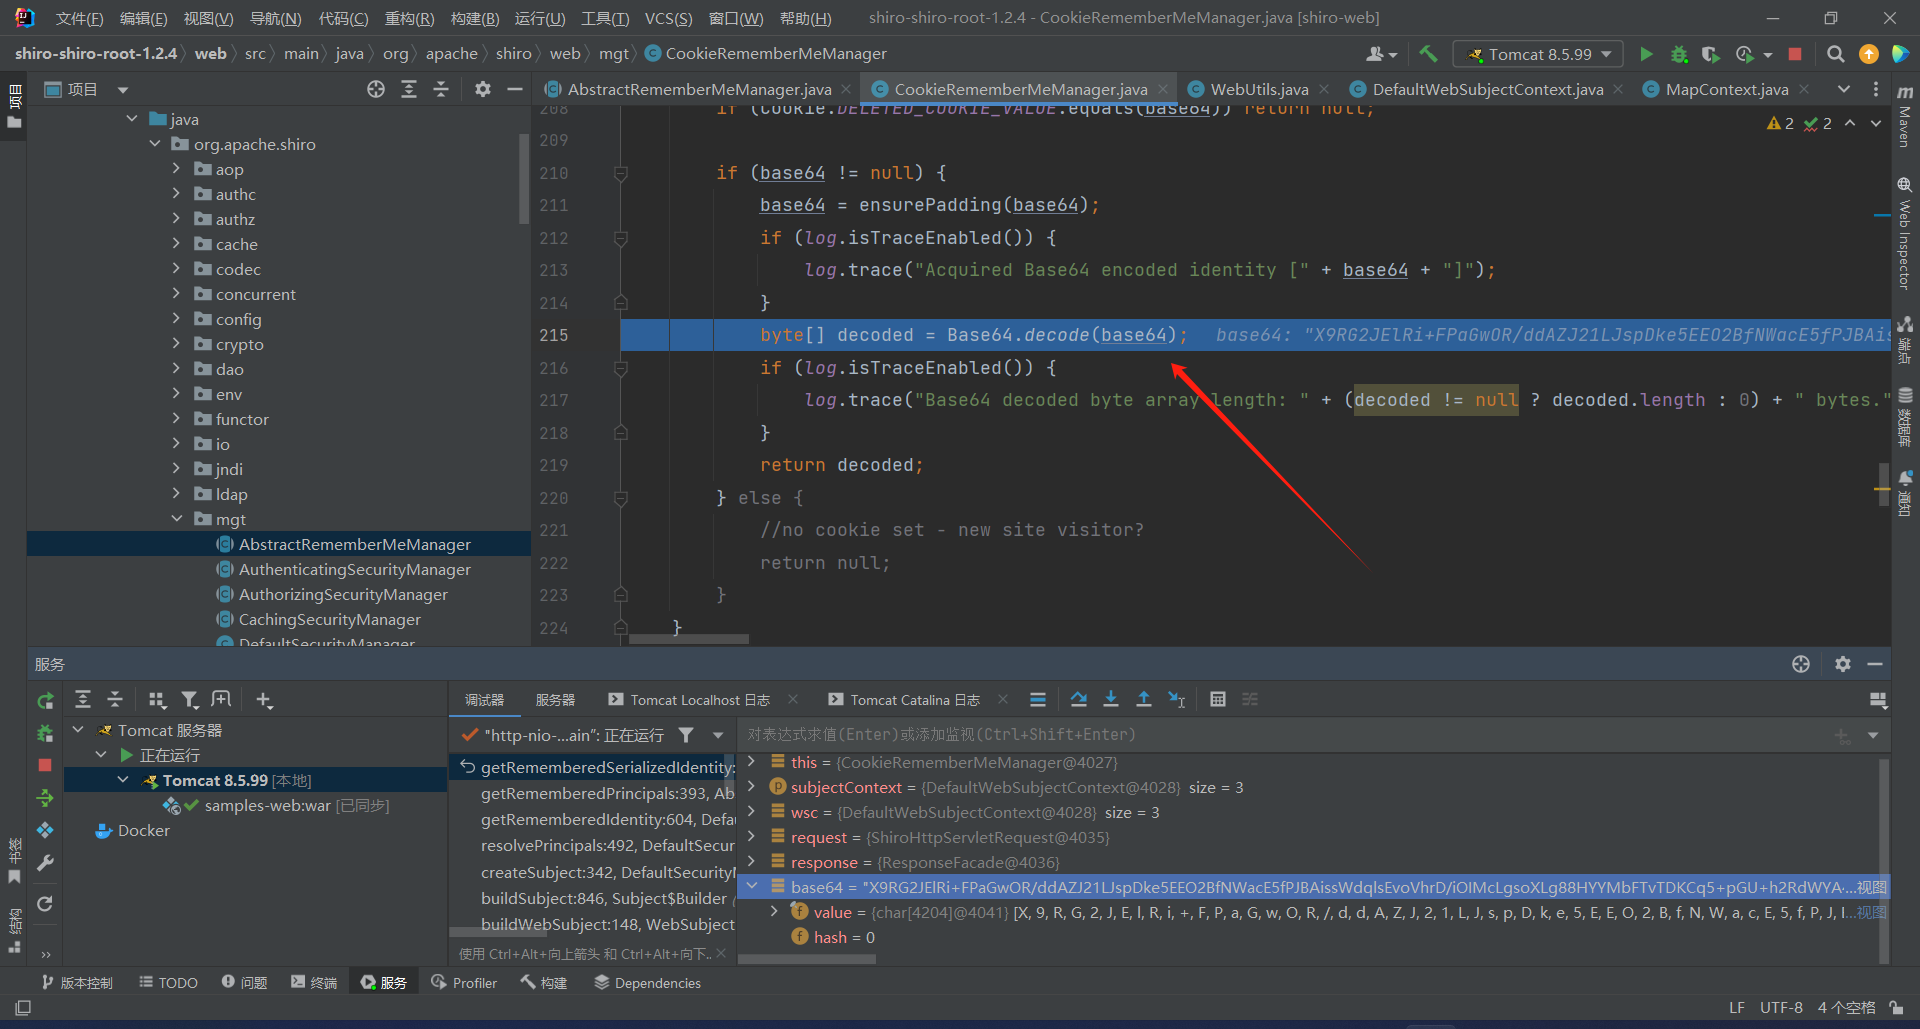 文件(F) 编辑(E) 视图(V) 导航(N) 代码(C) 重构(R) 构建(B) 运行(U) 工具(T) VCS(S) 窗口(W) 帮助(H) shiro-shiro-root-1.2.4 - CookieRememberMeManager.java [shiro-web]
shiro-shiro-root-1.2.4 web src main java org apache shiro web mgt CookieRememberMeManager Tomcat 8.5.99
项目 AbstractRememberMeManager.java CookieRememberMeManager.java WebUtils.java DefaultWebSubjectContext.java MapContext.java
项目
java
org.apache.shiro
aop
authc
authz
cache
codec
concurrent
config
crypto
dao
env
functor
io
jndi
ldap
mgt
AbstractRememberMeManager
AuthenticatingSecurityManager
AuthorizingSecurityManager
CachingSecurityManager
DefaultSecurityManager
2 2
208 if (Cookie.DELETED_COOKIE_VALUE.equals(base64)) return null;
209
210 if (base64 != null) {
211 base64 = ensurePadding(base64);
212 if (log.isTraceEnabled()) {
213 log.trace("Acquired Base64 encoded identity [" + base64 + "]");
214 }
215 byte[] decoded = Base64.decode(base64); base64: "X9RG2JElRi+FPaGwOR/ddAZJ21LJspDke5EEO2BfNWacE5fPJBAis
216 if (log.isTraceEnabled()) {
217 log.trace("Base64 decoded byte array length: " + (decoded != null ? decoded.length : 0) + " bytes."
218 }
219 return decoded;
220 } else {
221 //no cookie set - new site visitor?
222 return null;
223 }
224 }
Maven
Web Inspector
端点
数据库
通知
服务
调试器 服务器 Tomcat Localhost 日志 Tomcat Catalina 日志
Tomcat 服务器
正在运行
Tomcat 8.5.99 [本地]
samples-web:war [已同步]
Docker
"http-nio-...ain": 正在运行
getRememberedSerializedIdentity:
getRememberedPrincipals:393, Ab
getRememberedIdentity:604, Defau
resolvePrincipals:492, DefaultSecur
createSubject:342, DefaultSecurityM
buildSubject:846, Subject$Builder (
buildWebSubject:148, WebSubject
使用 Ctrl+Alt+向上箭头 和 Ctrl+Alt+向下..
对表达式求值(Enter)或添加监视(Ctrl+Shift+Enter)
this = {CookieRememberMeManager@4027}
subjectContext = {DefaultWebSubjectContext@4028} size = 3
wsc = {DefaultWebSubjectContext@4028} size = 3
request = {ShiroHttpServletRequest@4035}
response = {ResponseFacade@4036}
base64 = "X9RG2JElRi+FPaGwOR/ddAZJ21LJspDke5EEO2BfNWacE5fPJBAissWdqlsEvoVhrD/iOIMcLgsoXLg88HYYMbFTvTDKCq5+pGU+h2RdWYA...视图
value = {char[4204]@4041} [X, 9, R, G, 2, J, E, l, R, i, +, F, P, a, G, w, O, R, /, d, d, A, Z, J, 2, 1, L, J, s, p, D, k, e, 5, E, E, O, 2, B, f, N, W, a, c, E, 5, f, P, J, I...视图
hash = 0
书签
结构
版本控制 TODO 问题 终端 服务 Profiler 构建 Dependencies
LF UTF-8 4 个空格